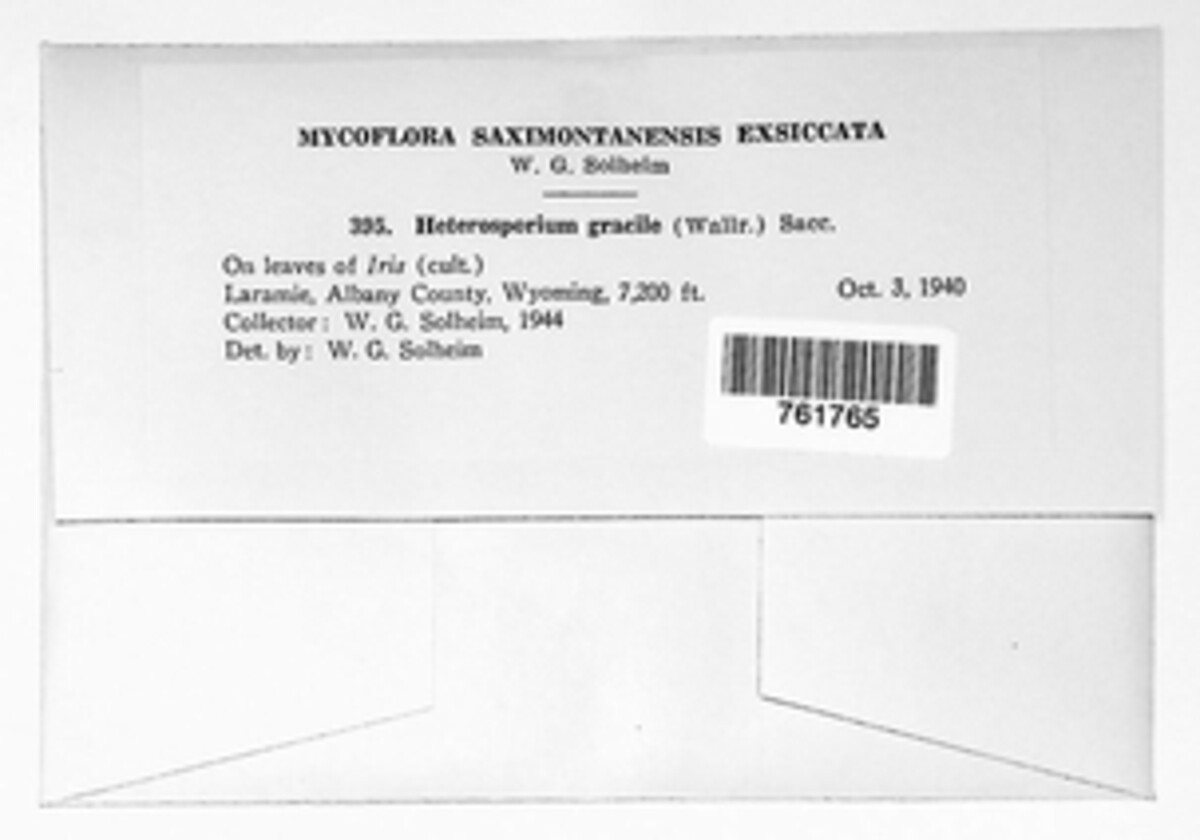 MYCOFLORA SAXIMONTANENSIS EXSICCATA
W. G. Solheim
395. Heterosporium gracile (Wallr.) Sacc.
On leaves of Iris (cult.)
Laramie, Albany County, Wyoming, 7,200 ft. Oct. 3, 1940
Collector: W. G. Solheim, 1944
Det. by: W. G. Solheim
761765